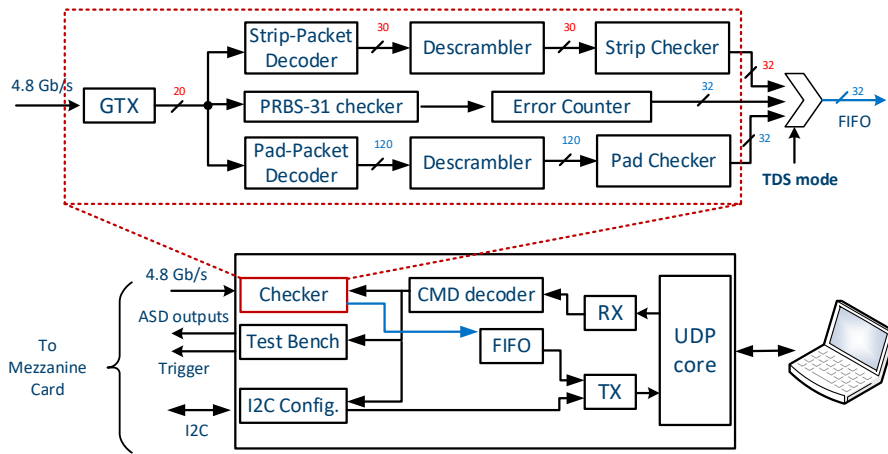 Strip-Packet
Decoder
30
Descrambler
30
Strip Checker
32
4.8 Gb/s
GTX
20
PRBS-31 checker
Error Counter
32
32
FIFO
Pad-Packet
Decoder
120
Descrambler
120
Pad Checker
32
TDS mode
4.8 Gb/s
Checker
CMD decoder
RX
UDP
core
ASD outputs
Test Bench
FIFO
To
Mezzanine
Card
Trigger
TX
I2C Config.
I2C